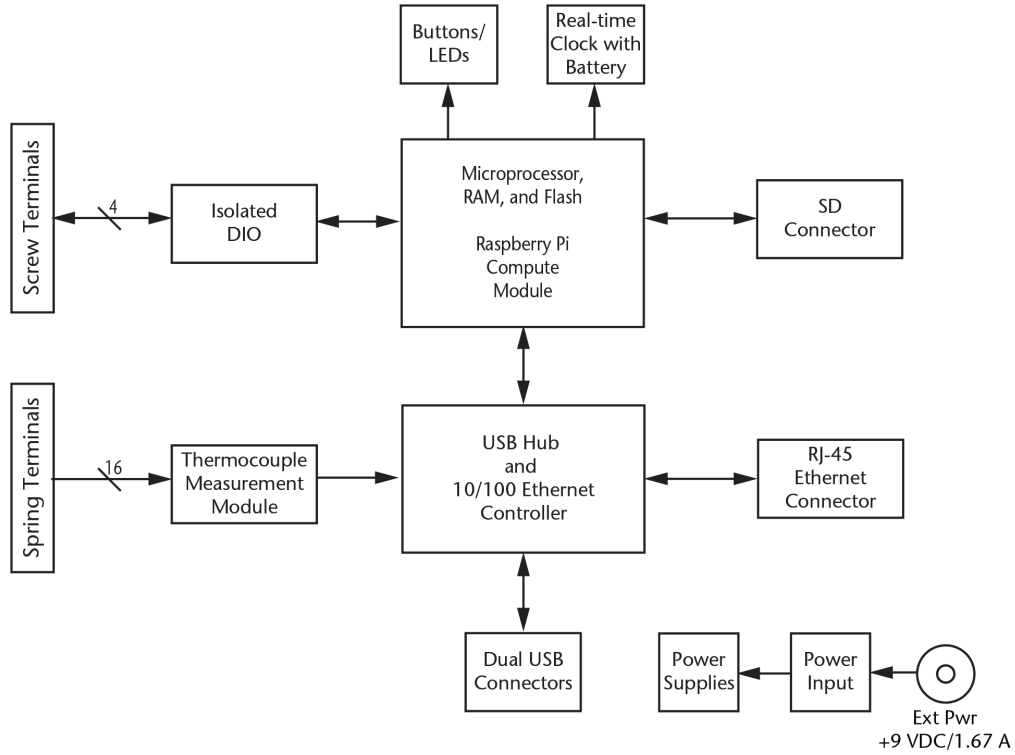 Buttons/
LEDs
Real-time
Clock with
Battery
Screw Terminals
4
Isolated
DIO
Microprocessor,
RAM, and Flash
Raspberry Pi
Compute
Module
SD
Connector
Spring Terminals
16
Thermocouple
Measurement
Module
USB Hub
and
10/100 Ethernet
Controller
RJ-45
Ethernet
Connector
Dual USB
Connectors
Power
Supplies
Power
Input
Ext Pwr
+9 VDC/1.67 A